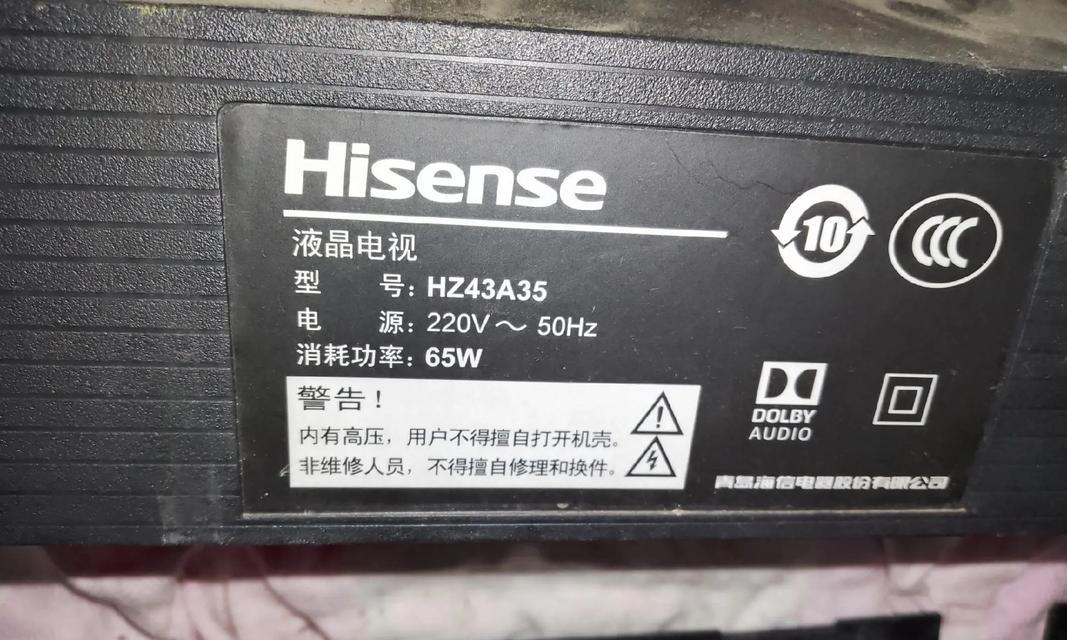 Hisense
液晶电视
型 号：HZ43A35
电 源：220V～ 50Hz
消耗功率：65W
警告！
内有高压，用户不得擅自打开机壳。
非维修人员，不得擅自修理和换件。
10
CCC
DOLBY
AUDIO
青岛海信电器股份有限公司